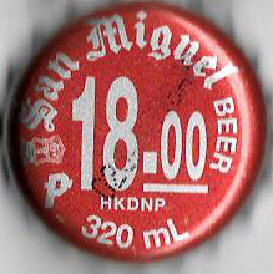 San Miguel
BEER
₱18.00
HKDNP
320 mL